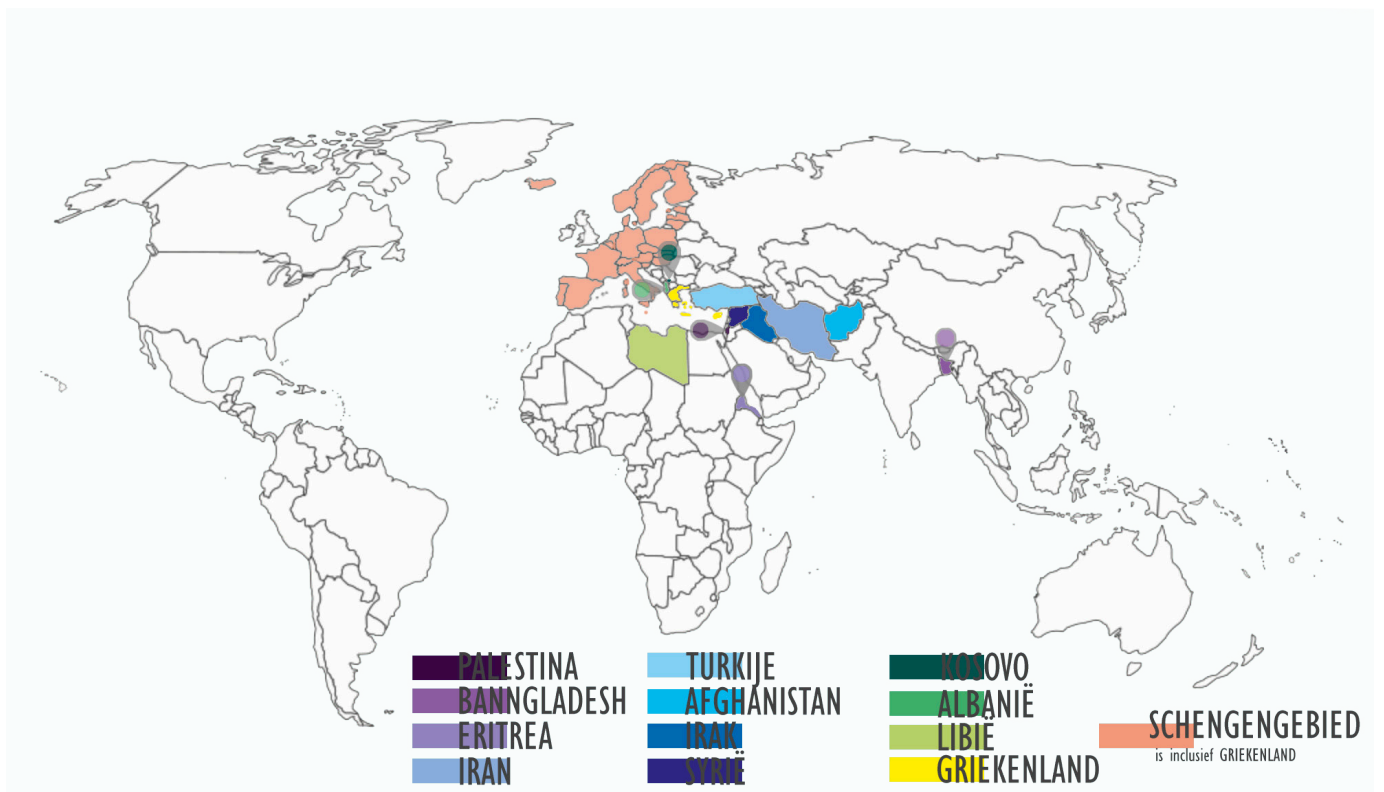 PALESTINA
BANNGLADESH
ERITREA
IRAN
TURKIJE
AFGHANISTAN
IRAK
SYRIË
KOSOVO
ALBANIË
LIBIË
GRIEKENLAND
SCHENGENGEBIED
is inclusief GRIEKENLAND